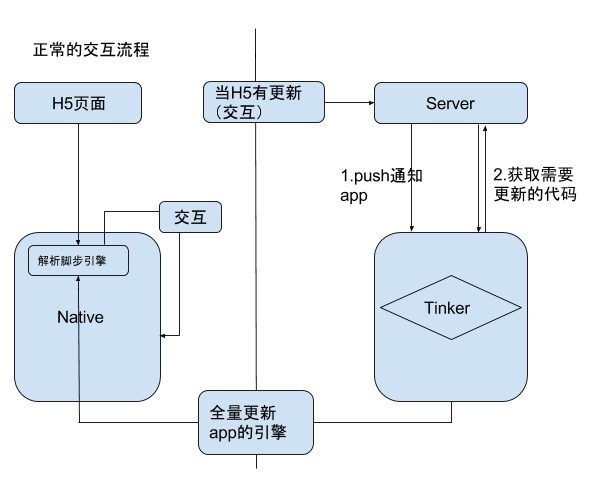 正常的交互流程
H5页面
当H5有更新
（交互）
Server
1.push通知
app
2.获取需要
更新的代码
交互
解析脚步引擎
Native
Tinker
全量更新
app的引擎